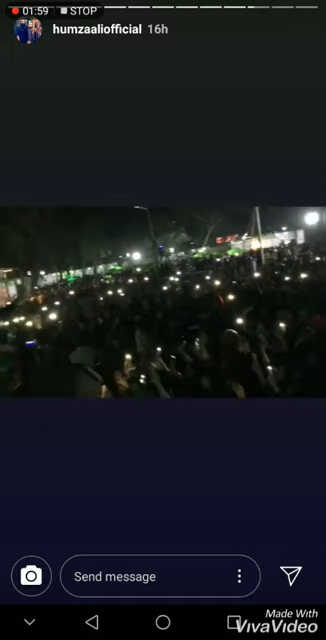 01:59 STOP
humzaaliofficial 16h
Send message
Made With
VivaVideo